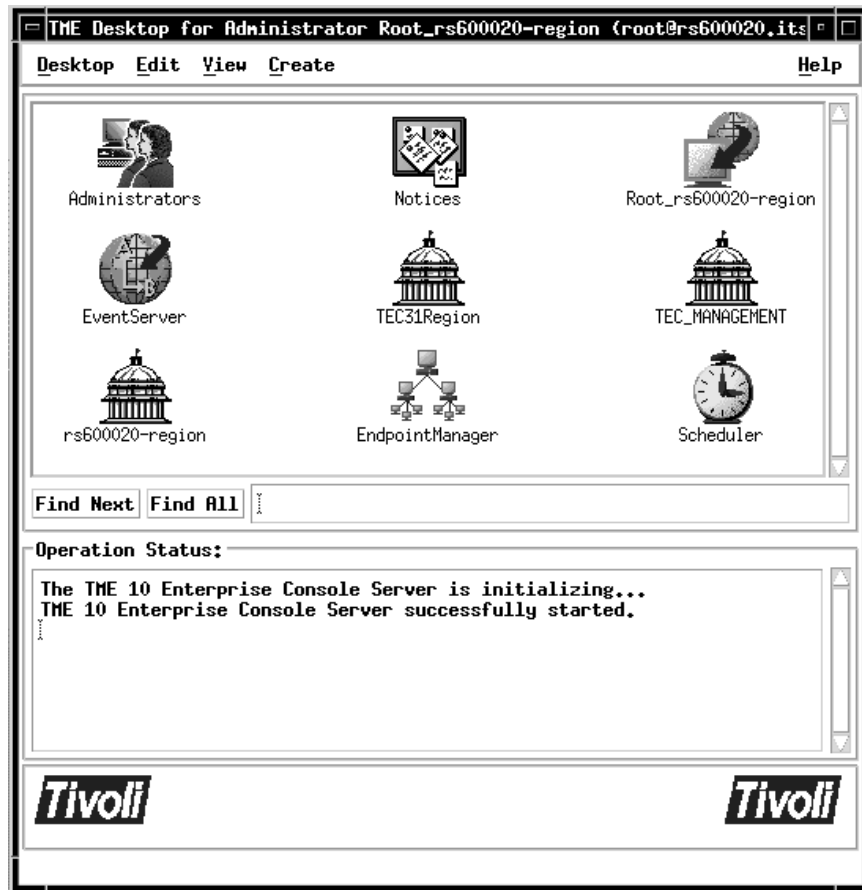 TME Desktop for Administrator Root_rs600020-region (root@rs600020.its
Desktop Edit View Create Help
Administrators Notices Root_rs600020-region
EventServer TEC31Region TEC_MANAGEMENT
rs600020-region EndpointManager Scheduler
Find Next Find All
Operation Status:
The TME 10 Enterprise Console Server is initializing...
TME 10 Enterprise Console Server successfully started.
Tivoli Tivoli